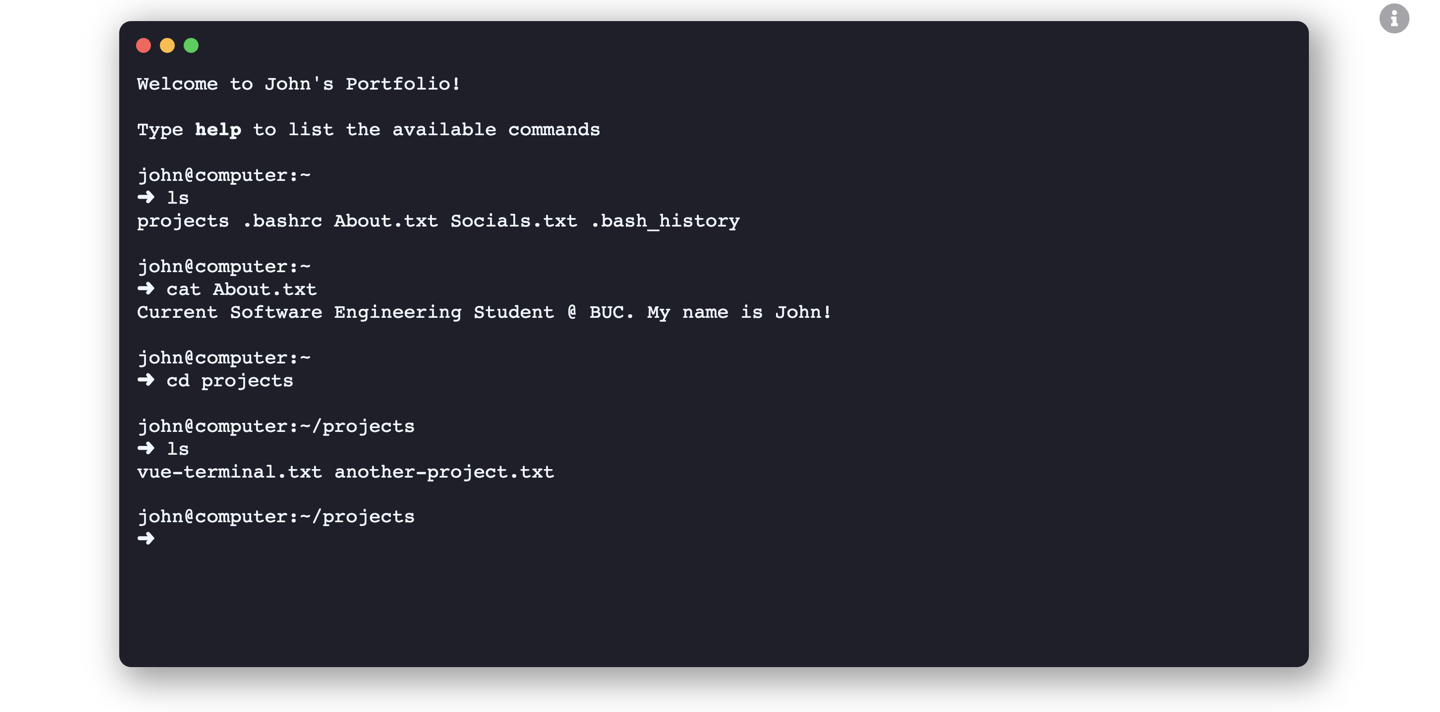 Welcome to John's Portfolio!
Type help to list the available commands
john@computer:~
➜ ls
projects .bashrc About.txt Socials.txt .bash_history
john@computer:~
➜ cat About.txt
Current Software Engineering Student @ BUC. My name is John!
john@computer:~
➜ cd projects
john@computer:~/projects
➜ ls
vue-terminal.txt another-project.txt
john@computer:~/projects
➜